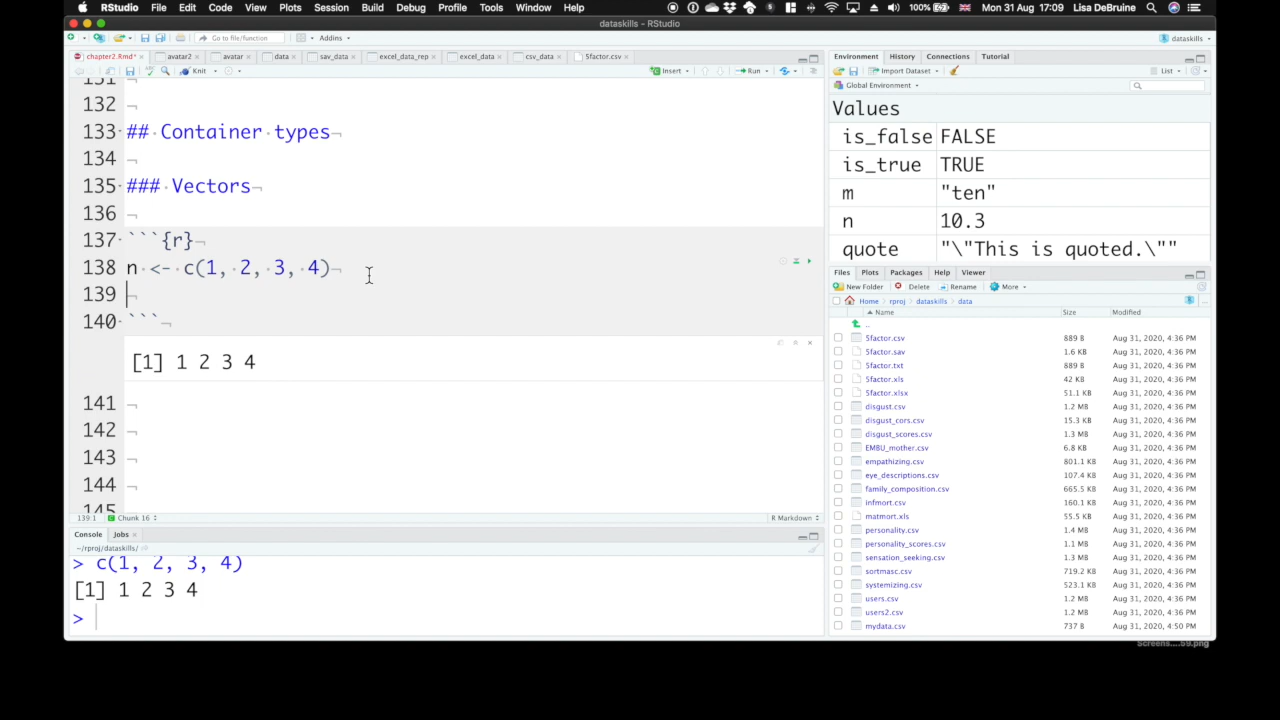 RStudio File Edit Code View Plots Session Build Debug Profile Tools Window Help 100% Mon 31 Aug 17:09 Lisa DeBruine
dataskills – RStudio
Go to file/function Addins dataskills
chapter2.Rmd* avatar2 avatar data sav_data excel_data_rep excel_data csv_data 5factor.csv
Knit Insert Run
131
132
133 ## Container types
134
135 ### Vectors
136
137 ```{r}
138 n <- c(1, 2, 3, 4)
139
140 ```
[1] 1 2 3 4
141
142
143
144
145
139:1 Chunk 16 R Markdown
Console Jobs
~/rproj/dataskills/
> c(1, 2, 3, 4)
[1] 1 2 3 4
>
Environment History Connections Tutorial
Import Dataset List
Global Environment
Values
is_false FALSE
is_true TRUE
m "ten"
n 10.3
quote "\"This is quoted.\""
Files Plots Packages Help Viewer
New Folder Delete Rename More
Home rproj dataskills data
Name Size Modified
..
5factor.csv 889 B Aug 31, 2020, 4:36 PM
5factor.sav 1.6 KB Aug 31, 2020, 4:36 PM
5factor.txt 889 B Aug 31, 2020, 4:36 PM
5factor.xls 42 KB Aug 31, 2020, 4:36 PM
5factor.xlsx 51.1 KB Aug 31, 2020, 4:36 PM
disgust.csv 1.2 MB Aug 31, 2020, 4:36 PM
disgust_cors.csv 15.3 KB Aug 31, 2020, 4:36 PM
disgust_scores.csv 1.3 MB Aug 31, 2020, 4:36 PM
EMBU_mother.csv 6.8 KB Aug 31, 2020, 4:36 PM
empathizing.csv 801.1 KB Aug 31, 2020, 4:36 PM
eye_descriptions.csv 107.4 KB Aug 31, 2020, 4:36 PM
family_composition.csv 665.5 KB Aug 31, 2020, 4:36 PM
infmort.csv 160.1 KB Aug 31, 2020, 4:36 PM
matmort.xls 55.5 KB Aug 31, 2020, 4:36 PM
personality.csv 1.4 MB Aug 31, 2020, 4:36 PM
personality_scores.csv 1.1 MB Aug 31, 2020, 4:36 PM
sensation_seeking.csv 1.3 MB Aug 31, 2020, 4:36 PM
sortmasc.csv 719.2 KB Aug 31, 2020, 4:36 PM
systemizing.csv 523.1 KB Aug 31, 2020, 4:36 PM
users.csv 1.2 MB Aug 31, 2020, 4:36 PM
users2.csv 1.2 MB Aug 31, 2020, 4:36 PM
mydata.csv 737 B Aug 31, 2020, 4:50 PM
Screens....59.png